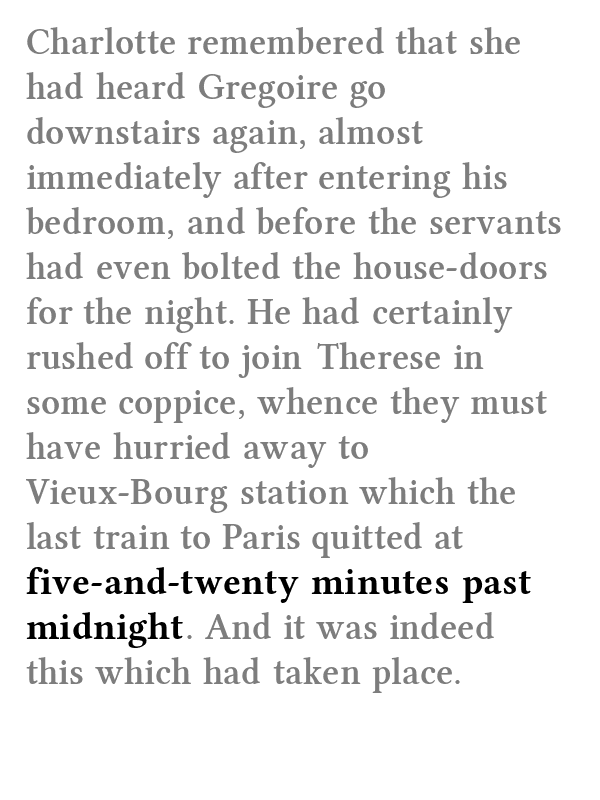 Charlotte remembered that she
had heard Gregoire go
downstairs again, almost
immediately after entering his
bedroom, and before the servants
had even bolted the house-doors
for the night. He had certainly
rushed off to join Therese in
some coppice, whence they must
have hurried away to
Vieux-Bourg station which the
last train to Paris quitted at
five-and-twenty minutes past
midnight. And it was indeed
this which had taken place.